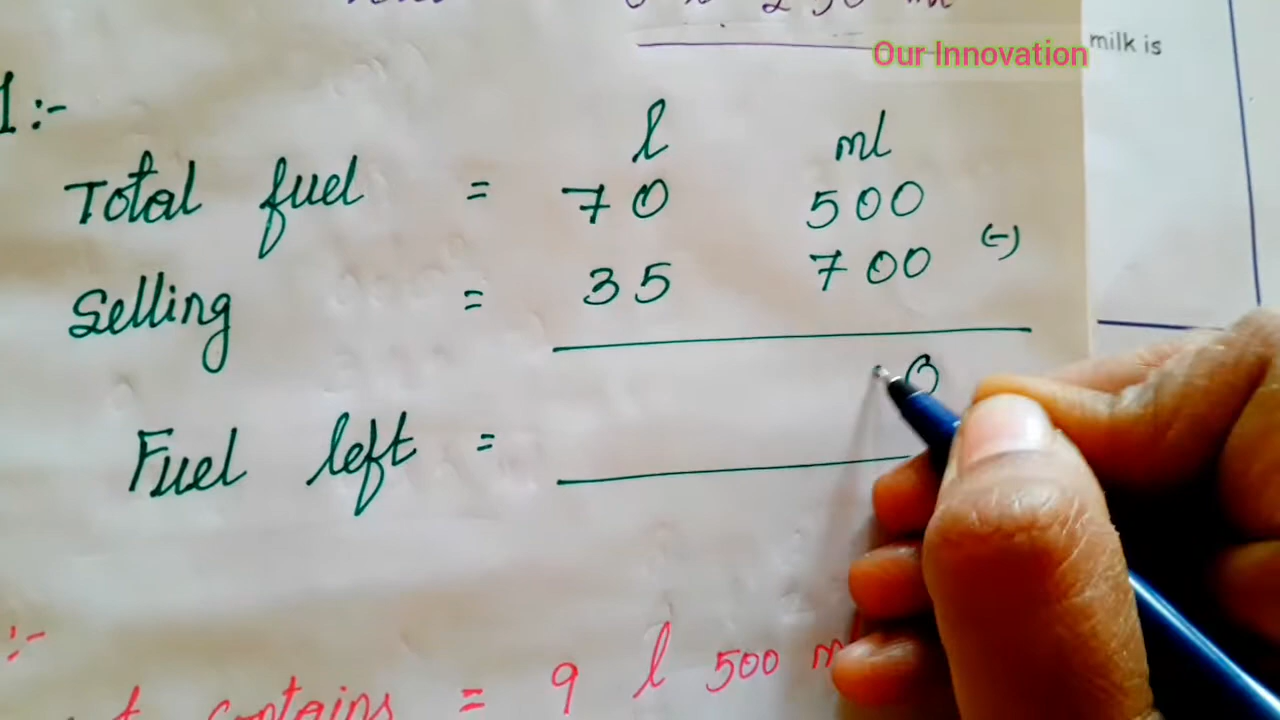 Our Innovation
milk is
1:-
l ml
Total fuel = 70 500
Selling = 35 700 (-)
0
Fuel left =
:-
contains = 9 l 500 m